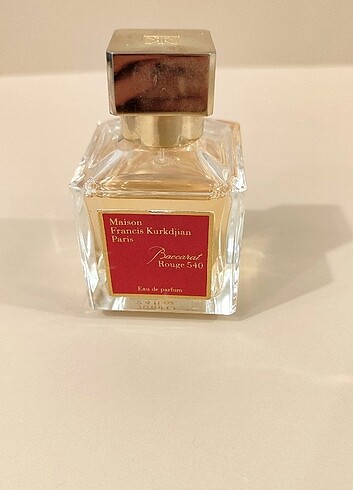 Maison
Francis Kurkdjian
Paris
Baccarat
Rouge 540
Eau de parfum